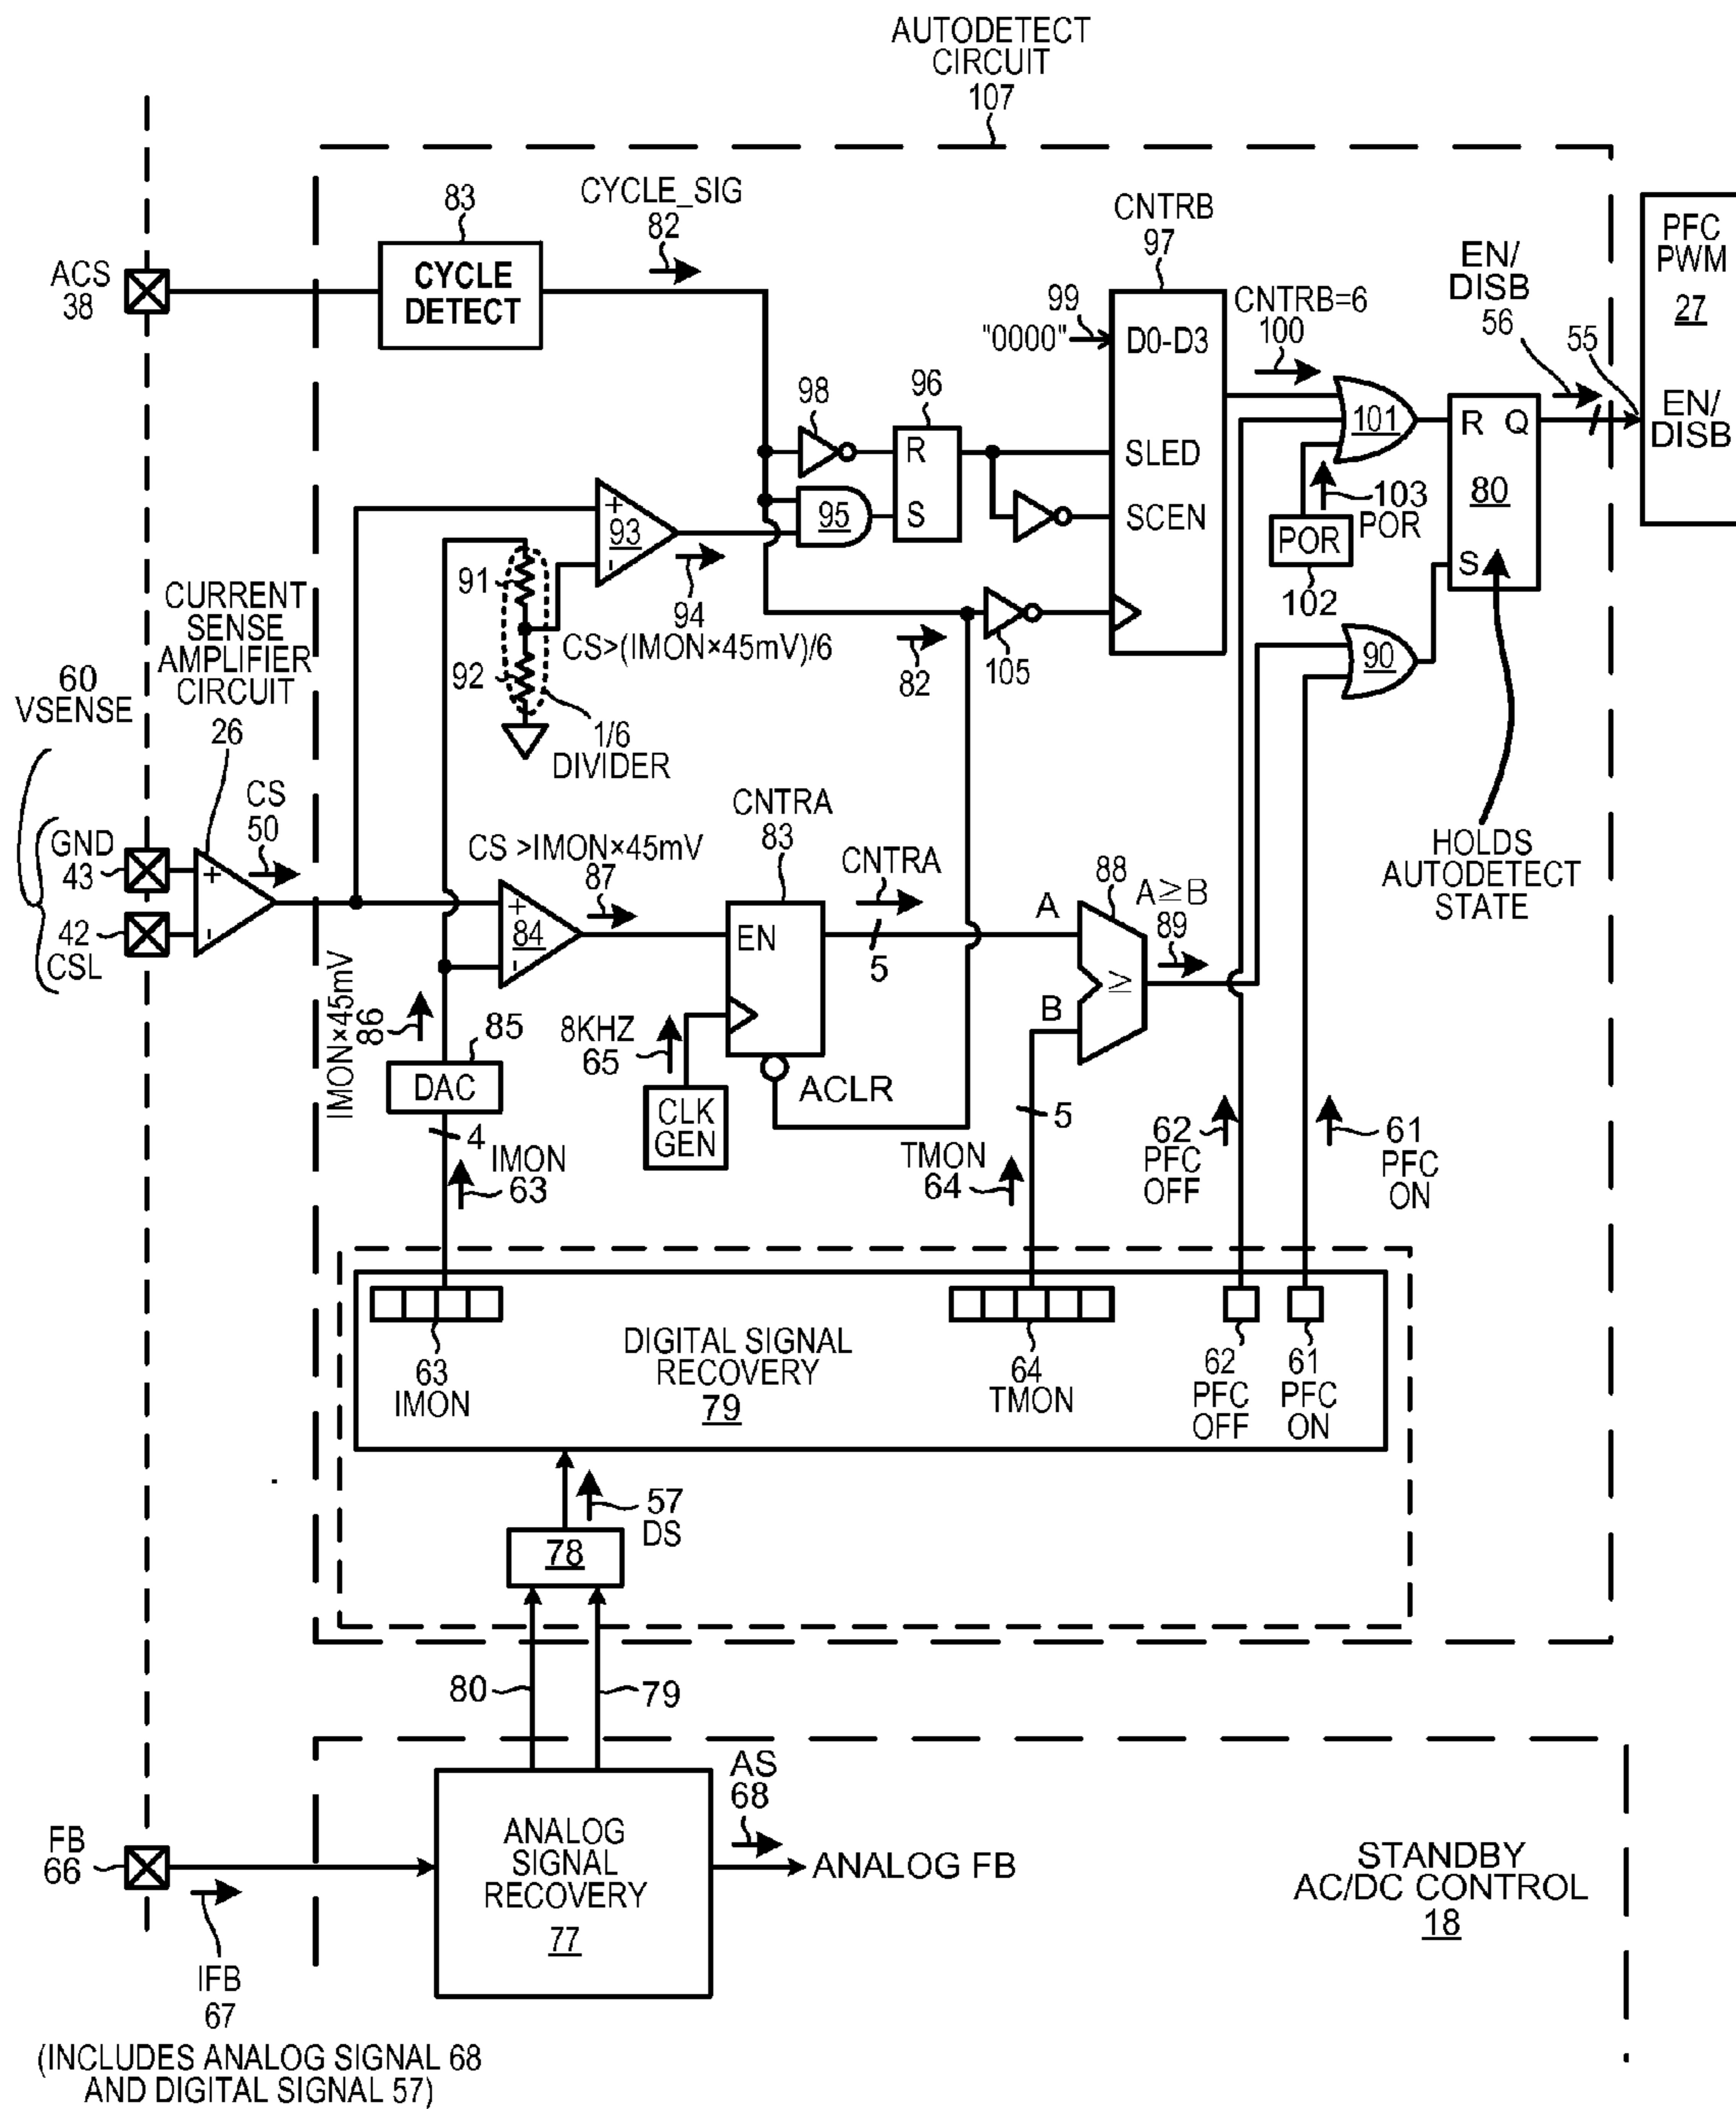 AUTODETECT
CIRCUIT
107
83
CYCLE_SIG
82
CNTRB
97
PFC
PWM
27
EN/
DISB
ACS
38
CYCLE
DETECT
99
"0000"
D0-D3
SLED
SCEN
CNTRB=6
100
EN/
DISB
56
55
98
96
R
S
95
101
103
POR
POR
102
R Q
80
S
+
93
-
91
92
94
CS>(IMON×45mV)/6
1/6
DIVIDER
82
105
90
HOLDS
AUTODETECT
STATE
CURRENT
SENSE
AMPLIFIER
CIRCUIT
26
60
VSENSE
CS
50
GND
43
42
CSL
+
-
CS >IMON×45mV
87
+
84
-
CNTRA
83
EN
CNTRA
5
ACLR
88
A
B
≥
A≥B
89
IMON×45mV
86
85
DAC
4
IMON
63
8KHZ
65
CLK
GEN
5
TMON
64
62
PFC
OFF
61
PFC
ON
63
IMON
DIGITAL SIGNAL
RECOVERY
79
64
TMON
62
PFC
OFF
61
PFC
ON
57
DS
78
80
79
FB
66
IFB
67
(INCLUDES ANALOG SIGNAL 68
AND DIGITAL SIGNAL 57)
ANALOG
SIGNAL
RECOVERY
77
AS
68
ANALOG FB
STANDBY
AC/DC CONTROL
18